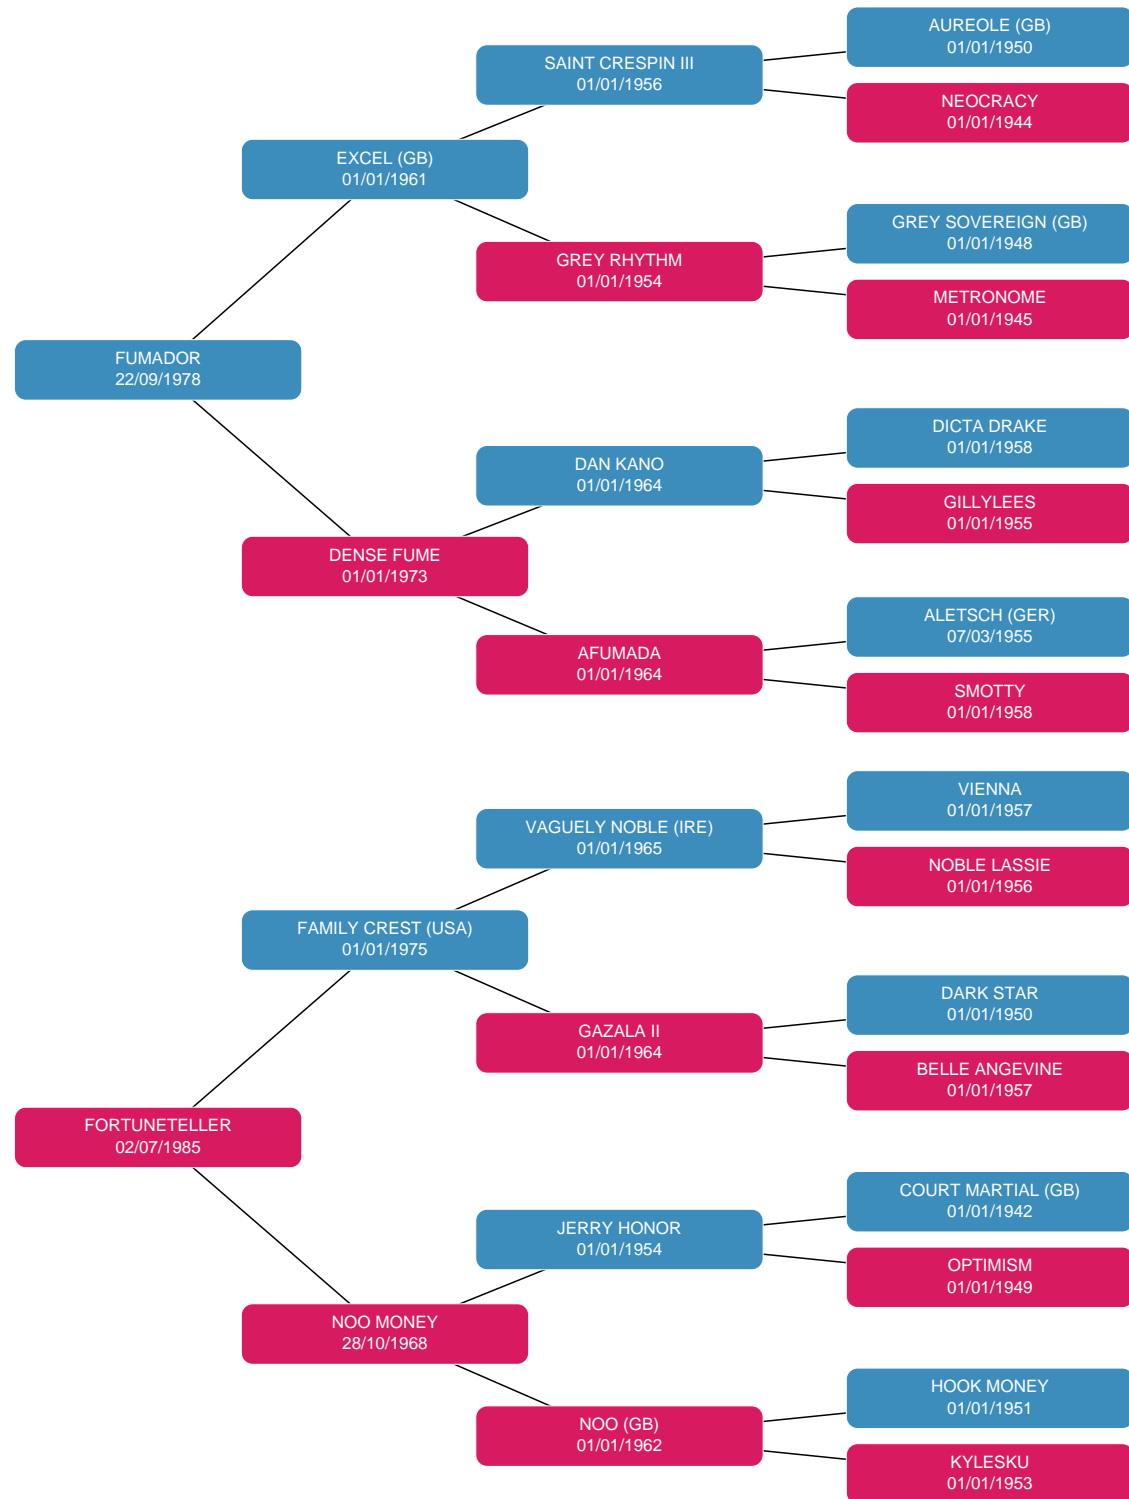 AUREOLE (GB)
01/01/1950
SAINT CRESPIN III
01/01/1956
NEOCRACY
01/01/1944
EXCEL (GB)
01/01/1961
GREY SOVEREIGN (GB)
01/01/1948
GREY RHYTHM
01/01/1954
METRONOME
01/01/1945
FUMADOR
22/09/1978
DICTA DRAKE
01/01/1958
DAN KANO
01/01/1964
GILLYLEES
01/01/1955
DENSE FUME
01/01/1973
ALETSCH (GER)
07/03/1955
AFUMADA
01/01/1964
SMOTTY
01/01/1958
VIENNA
01/01/1957
VAGUELY NOBLE (IRE)
01/01/1965
NOBLE LASSIE
01/01/1956
FAMILY CREST (USA)
01/01/1975
DARK STAR
01/01/1950
GAZALA II
01/01/1964
BELLE ANGEVINE
01/01/1957
FORTUNETELLER
02/07/1985
COURT MARTIAL (GB)
01/01/1942
JERRY HONOR
01/01/1954
OPTIMISM
01/01/1949
NOO MONEY
28/10/1968
HOOK MONEY
01/01/1951
NOO (GB)
01/01/1962
KYLESKU
01/01/1953